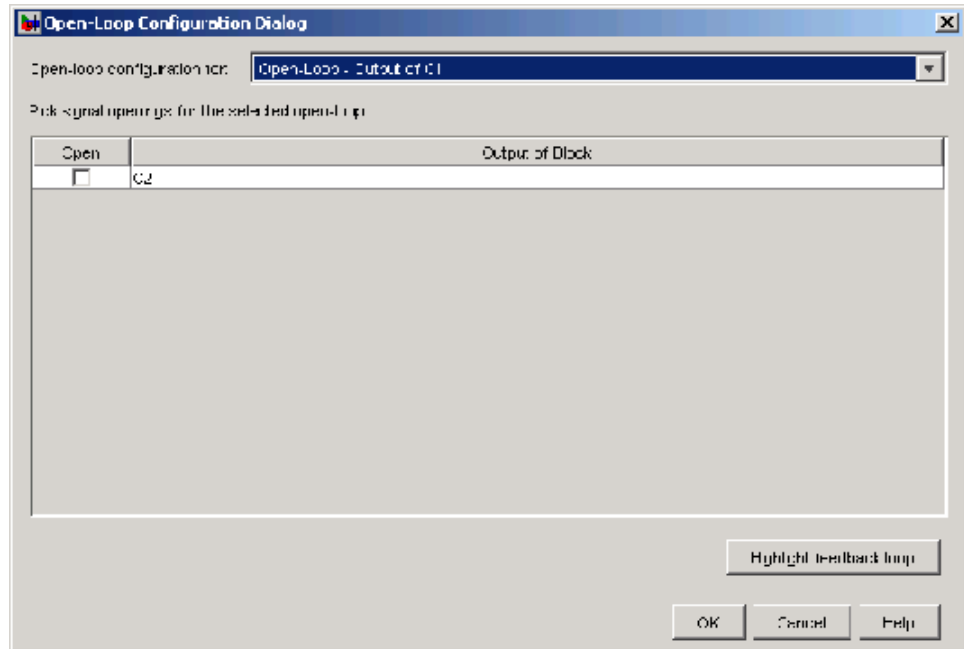 Open-Loop Configuration Dialog
Open-loop configuration for: Open-Loop - Output of C1
Pick signal openings for the selected open-loop
Open Output of Block
C2
Highlight feedback loop
OK Cancel Help